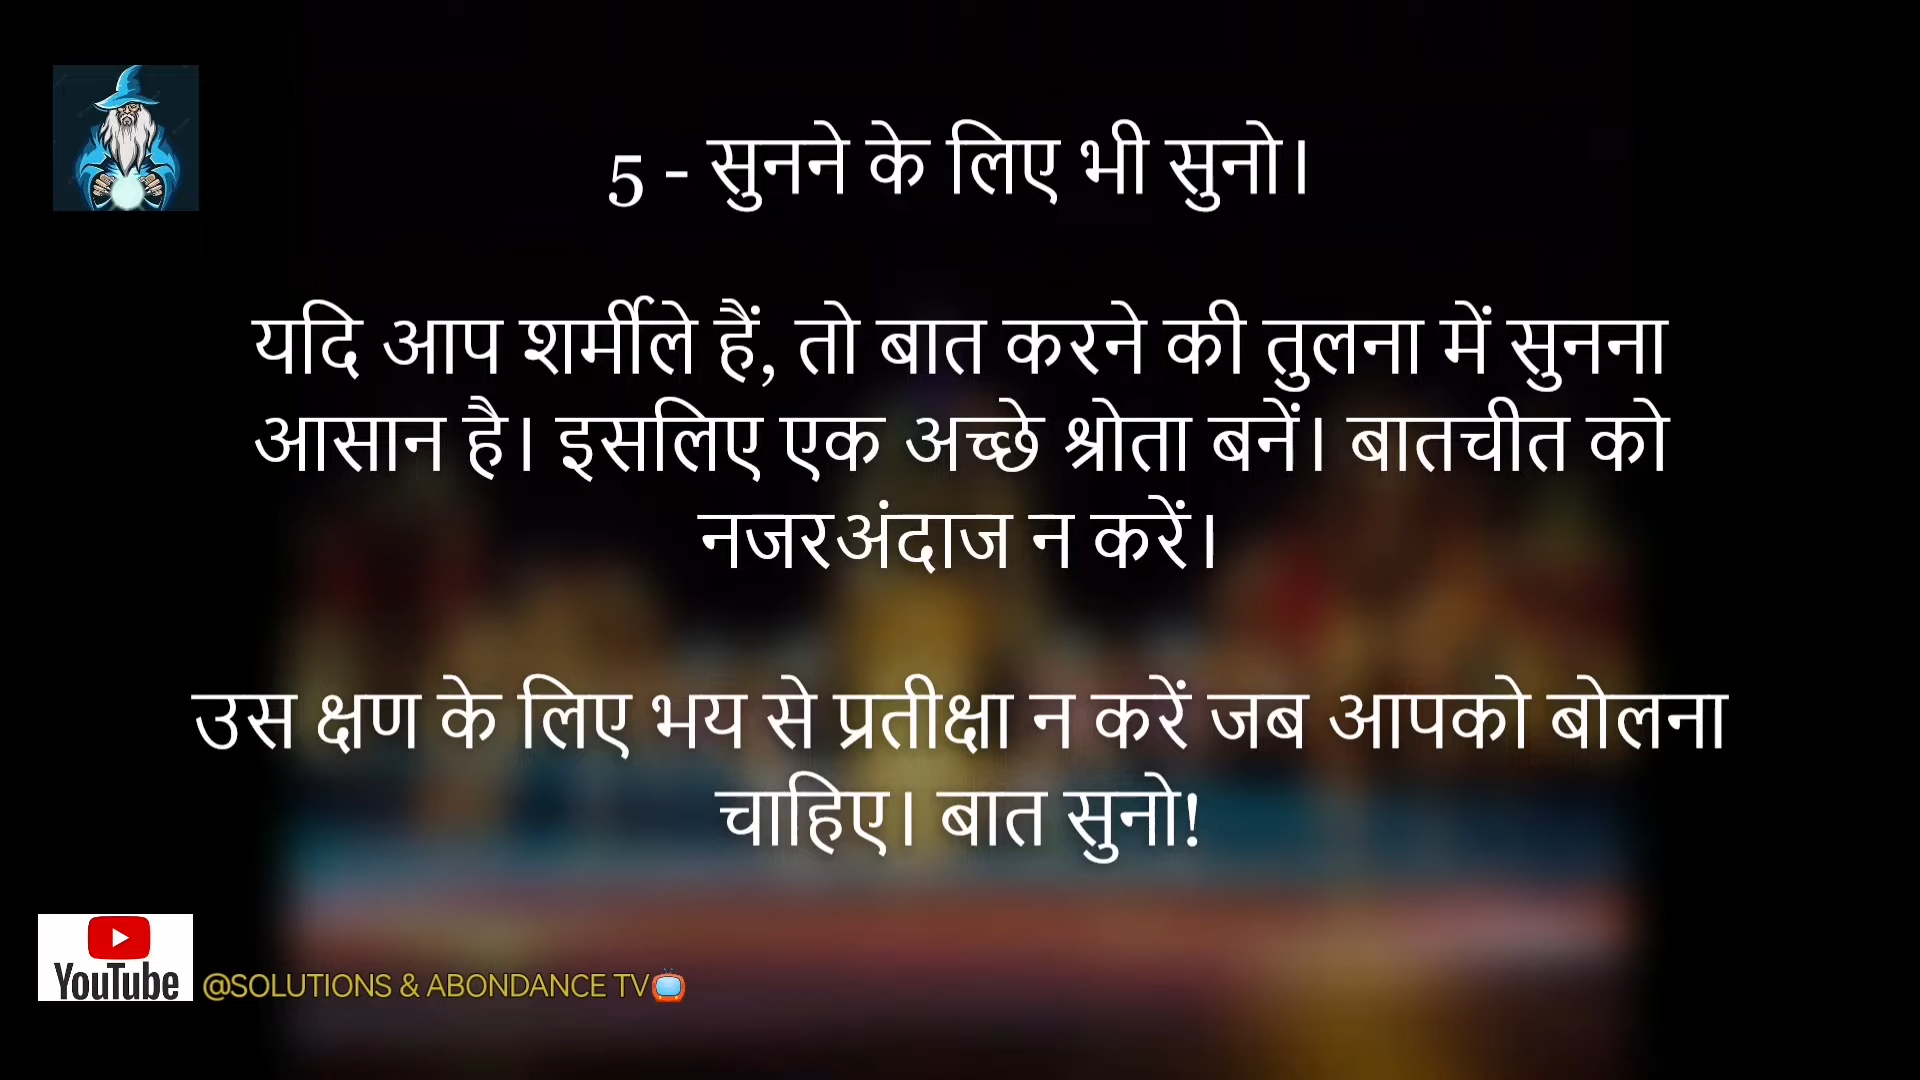 5 - सुनने के लिए भी सुनो।
यदि आप शर्मीले हैं, तो बात करने की तुलना में सुनना
आसान है। इसलिए एक अच्छे श्रोता बनें। बातचीत को
नजरअंदाज न करें।
उस क्षण के लिए भय से प्रतीक्षा न करें जब आपको बोलना
चाहिए। बात सुनो!
YouTube
@SOLUTIONS & ABONDANCE TV📺